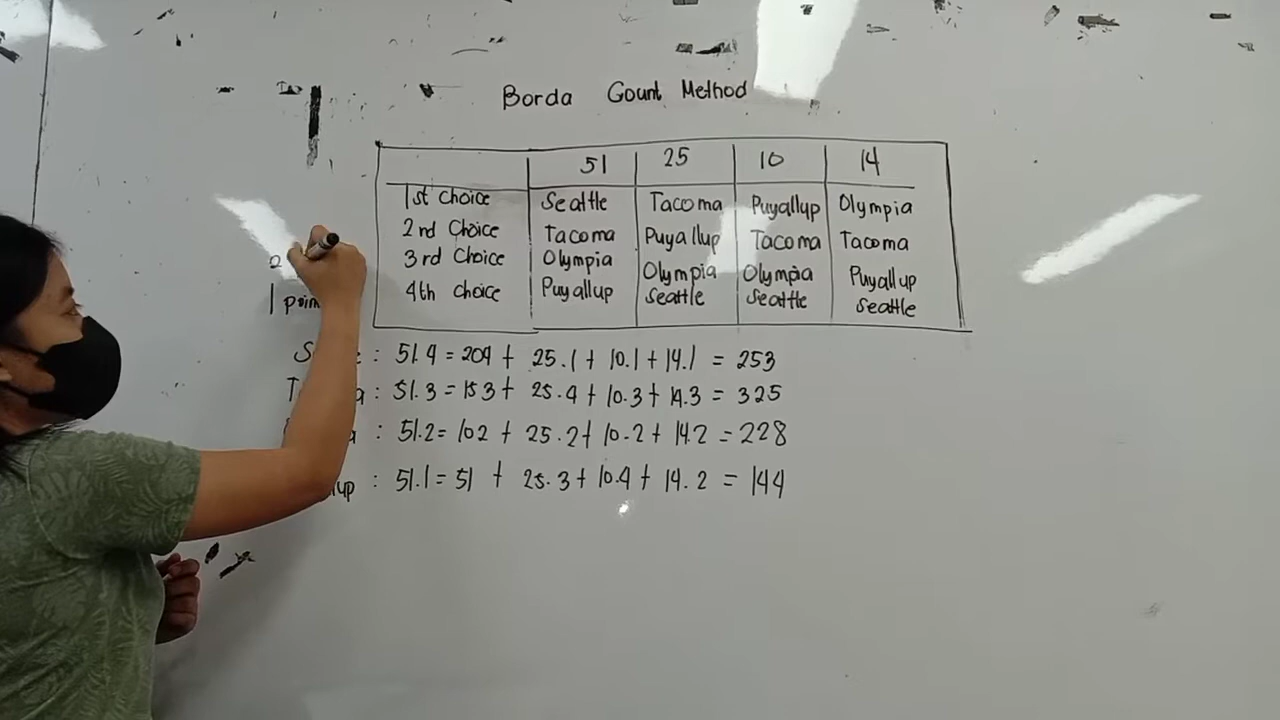 Borda Count Method
51 25 10 14
1st Choice Seattle Tacoma Puyallup Olympia
2nd Choice Tacoma Puyallup Tacoma Tacoma
3rd Choice Olympia Olympia Olympia Puyallup
4th choice Puyallup Seattle Seattle Seattle
2
1
: 51.4 = 204 + 25.1 + 10.1 + 14.1 = 253
: 51.3 = 153 + 25.4 + 10.3 + 14.3 = 325
: 51.2 = 102 + 25.2 + 10.2 + 14.2 = 228
: 51.1 = 51 + 25.3 + 10.4 + 14.2 = 144